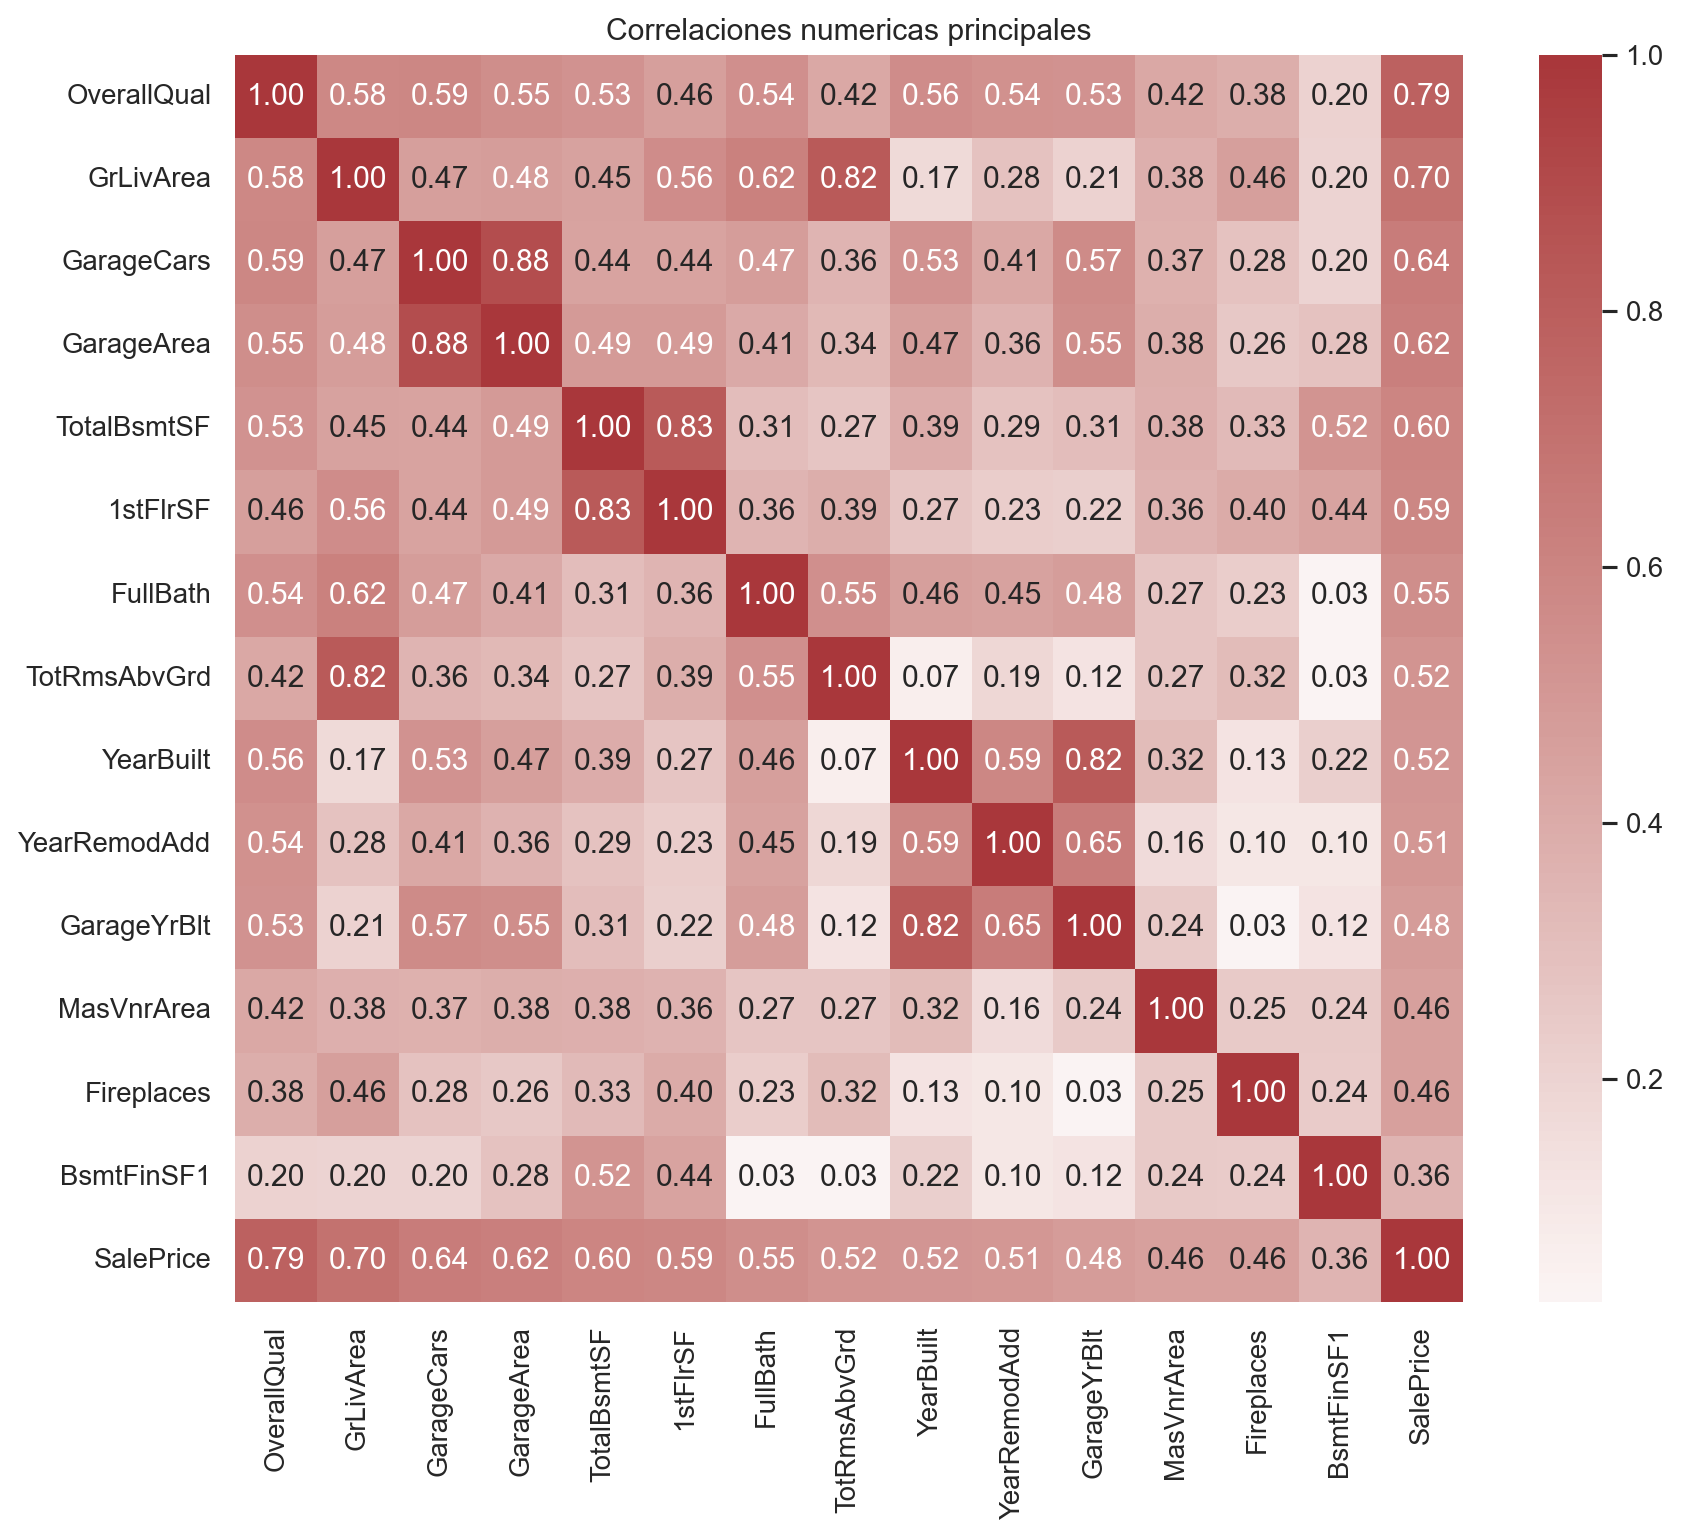 Correlaciones numericas principales
OverallQual 1.00 0.58 0.59 0.55 0.53 0.46 0.54 0.42 0.56 0.54 0.53 0.42 0.38 0.20 0.79
GrLivArea 0.58 1.00 0.47 0.48 0.45 0.56 0.62 0.82 0.17 0.28 0.21 0.38 0.46 0.20 0.70
GarageCars 0.59 0.47 1.00 0.88 0.44 0.44 0.47 0.36 0.53 0.41 0.57 0.37 0.28 0.20 0.64
GarageArea 0.55 0.48 0.88 1.00 0.49 0.49 0.41 0.34 0.47 0.36 0.55 0.38 0.26 0.28 0.62
TotalBsmtSF 0.53 0.45 0.44 0.49 1.00 0.83 0.31 0.27 0.39 0.29 0.31 0.38 0.33 0.52 0.60
1stFlrSF 0.46 0.56 0.44 0.49 0.83 1.00 0.36 0.39 0.27 0.23 0.22 0.36 0.40 0.44 0.59
FullBath 0.54 0.62 0.47 0.41 0.31 0.36 1.00 0.55 0.46 0.45 0.48 0.27 0.23 0.03 0.55
TotRmsAbvGrd 0.42 0.82 0.36 0.34 0.27 0.39 0.55 1.00 0.07 0.19 0.12 0.27 0.32 0.03 0.52
YearBuilt 0.56 0.17 0.53 0.47 0.39 0.27 0.46 0.07 1.00 0.59 0.82 0.32 0.13 0.22 0.52
YearRemodAdd 0.54 0.28 0.41 0.36 0.29 0.23 0.45 0.19 0.59 1.00 0.65 0.16 0.10 0.10 0.51
GarageYrBlt 0.53 0.21 0.57 0.55 0.31 0.22 0.48 0.12 0.82 0.65 1.00 0.24 0.03 0.12 0.48
MasVnrArea 0.42 0.38 0.37 0.38 0.38 0.36 0.27 0.27 0.32 0.16 0.24 1.00 0.25 0.24 0.46
Fireplaces 0.38 0.46 0.28 0.26 0.33 0.40 0.23 0.32 0.13 0.10 0.03 0.25 1.00 0.24 0.46
BsmtFinSF1 0.20 0.20 0.20 0.28 0.52 0.44 0.03 0.03 0.22 0.10 0.12 0.24 0.24 1.00 0.36
SalePrice 0.79 0.70 0.64 0.62 0.60 0.59 0.55 0.52 0.52 0.51 0.48 0.46 0.46 0.36 1.00
OverallQual
GrLivArea
GarageCars
GarageArea
TotalBsmtSF
1stFlrSF
FullBath
TotRmsAbvGrd
YearBuilt
YearRemodAdd
GarageYrBlt
MasVnrArea
Fireplaces
BsmtFinSF1
SalePrice
1.0
0.8
0.6
0.4
0.2